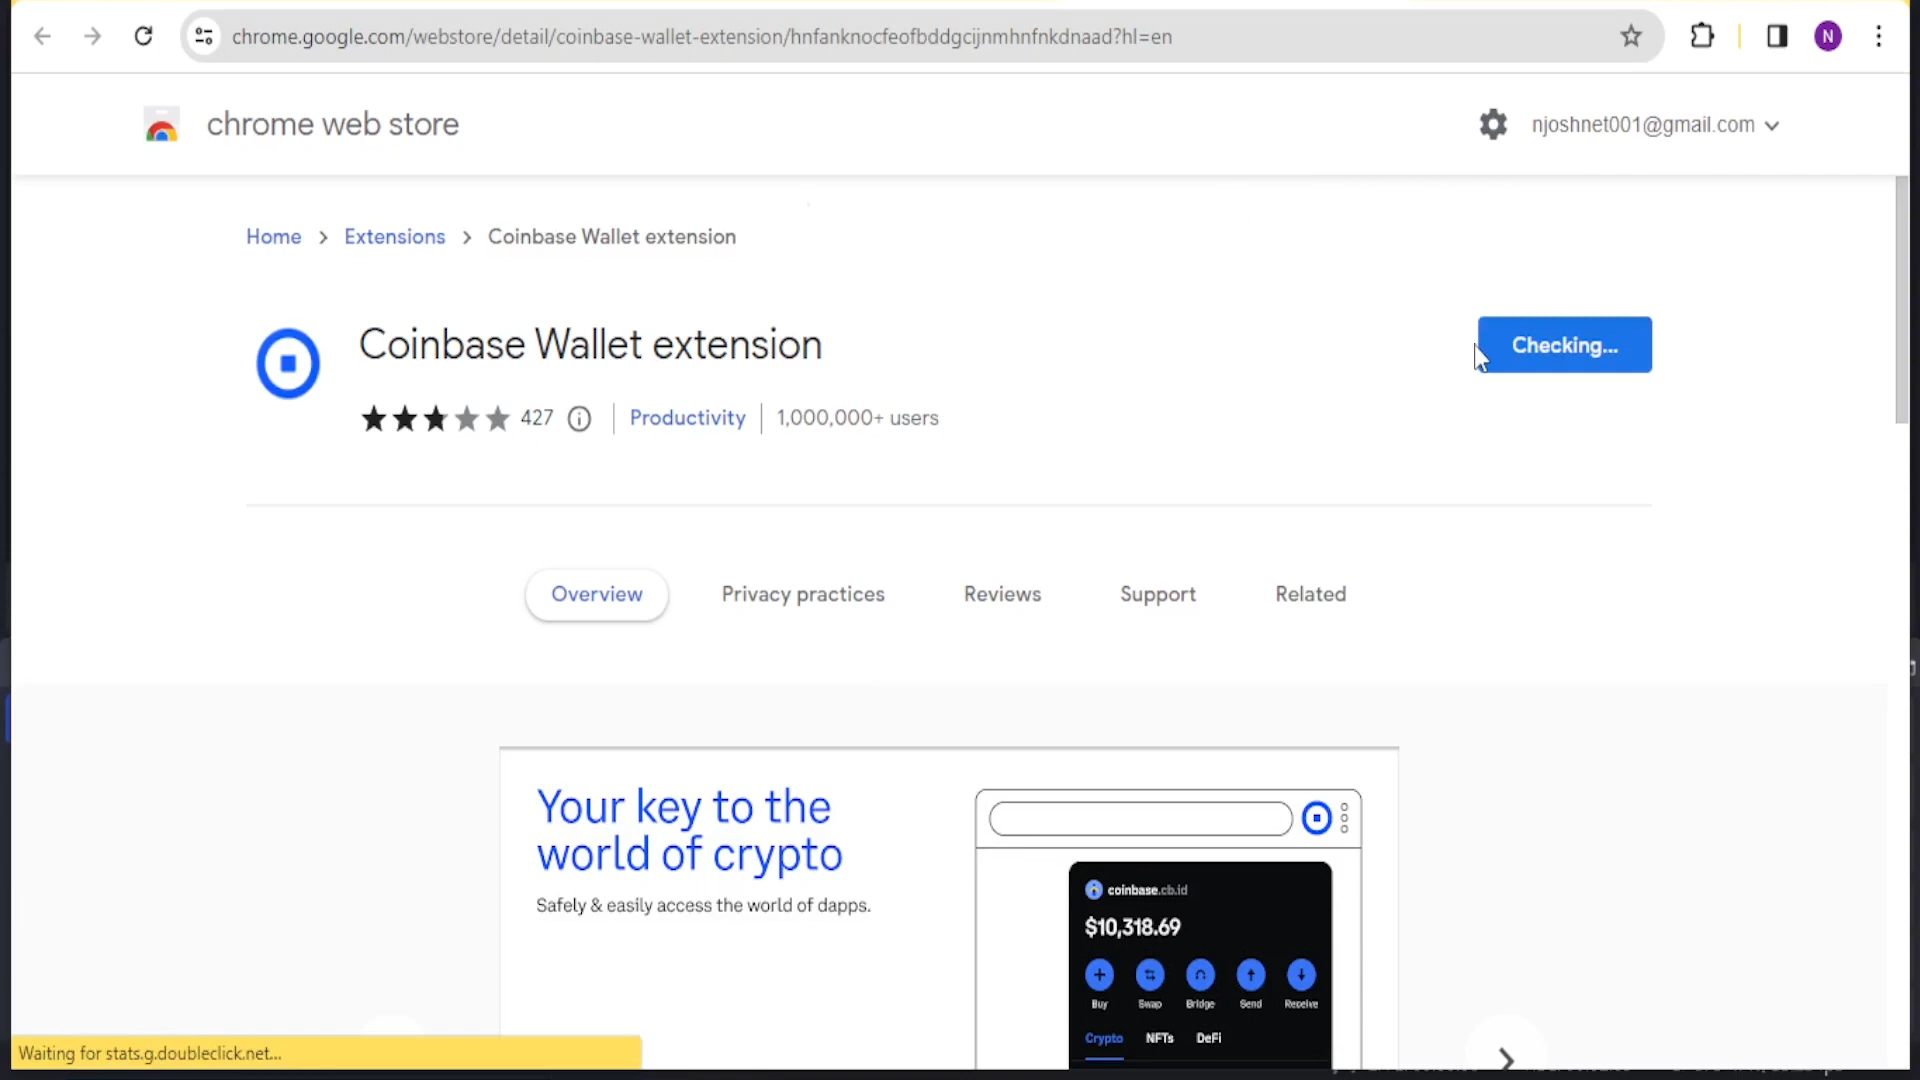 chrome.google.com/webstore/detail/coinbase-wallet-extension/hnfanknocfeofbddgcijnmhnfnkdnaad?hl=en
N
chrome web store
njoshnet001@gmail.com
Home > Extensions > Coinbase Wallet extension
Coinbase Wallet extension
Checking...
427
Productivity
1,000,000+ users
Overview
Privacy practices
Reviews
Support
Related
Your key to the
world of crypto
Safely & easily access the world of dapps.
coinbase.cb.id
$10,318.69
Buy Swap Bridge Send Receive
Crypto NFTs DeFi
Waiting for stats.g.doubleclick.net...